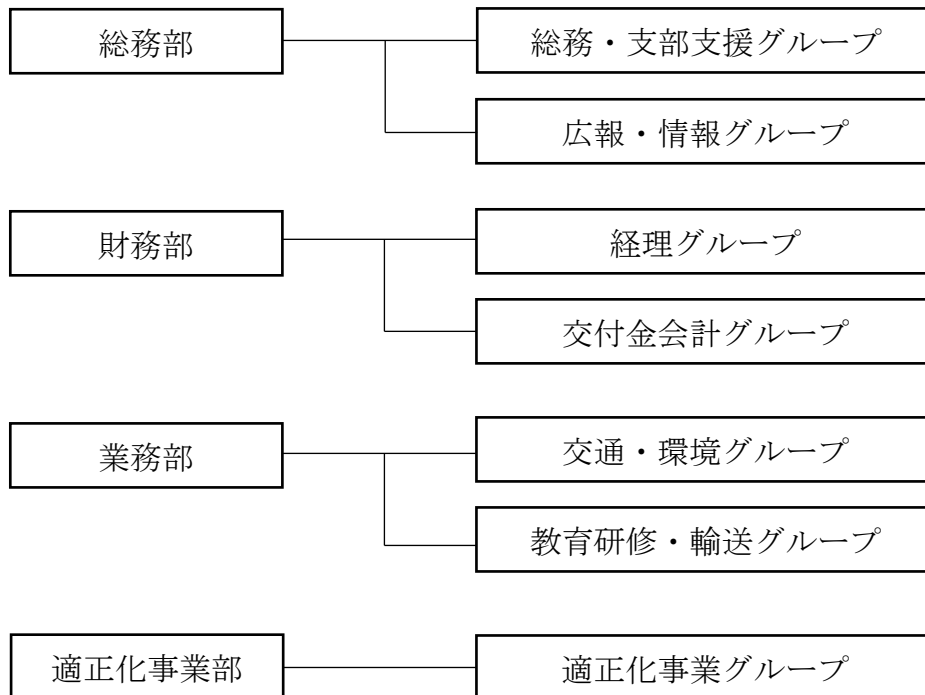 総務部
総務・支部支援グループ
広報・情報グループ
財務部
経理グループ
交付金会計グループ
業務部
交通・環境グループ
教育研修・輸送グループ
適正化事業部
適正化事業グループ